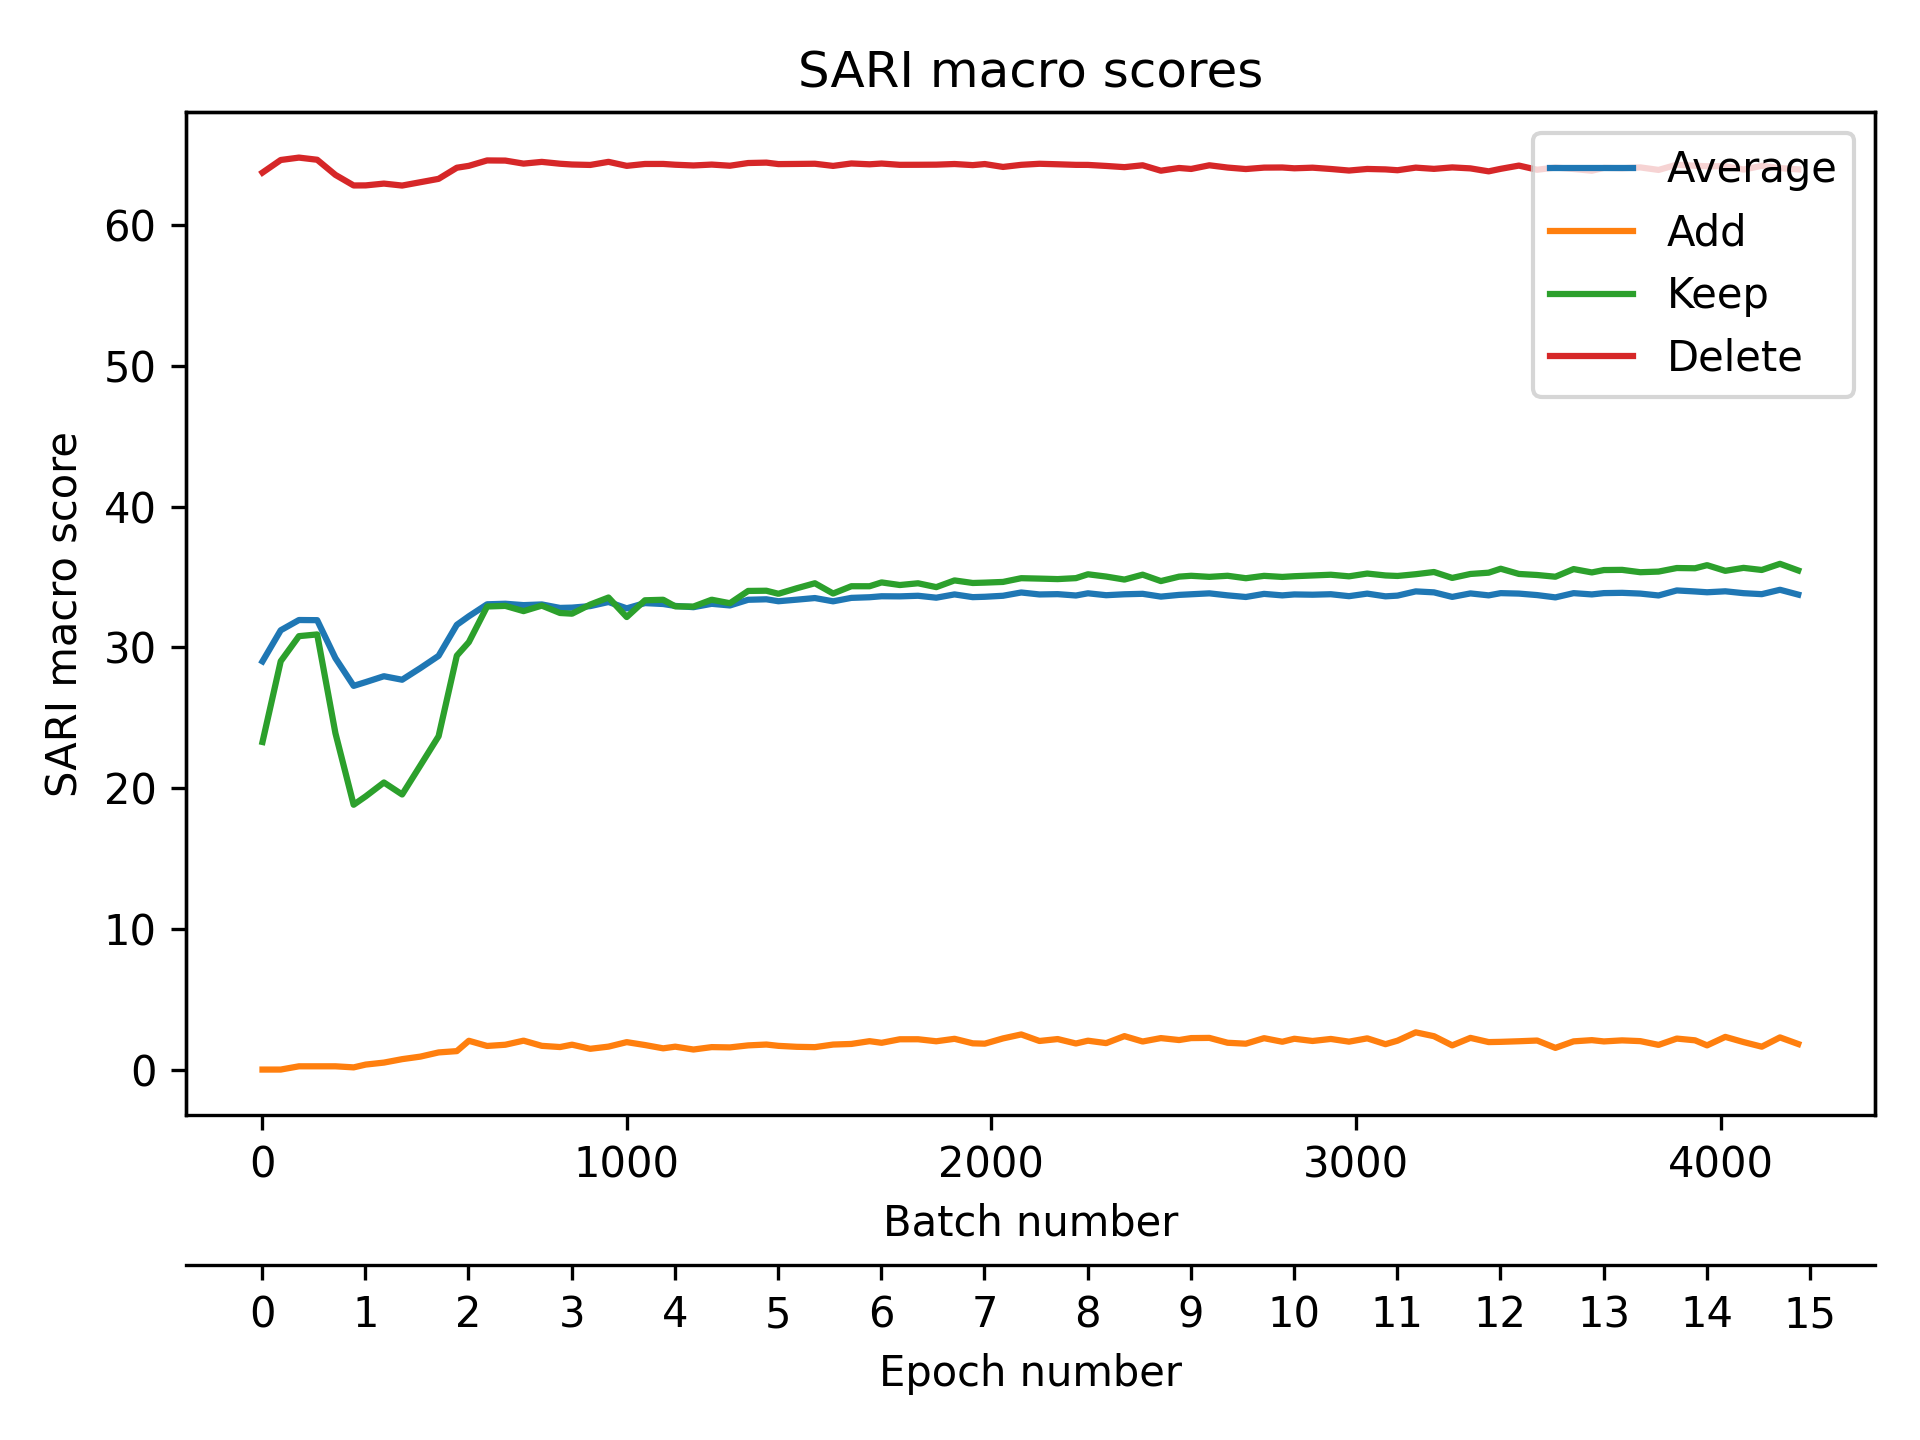 SARI macro scores
SARI macro score
60
50
40
30
20
10
0
Average
Add
Keep
Delete
0 1000 2000 3000 4000
Batch number
0 1 2 3 4 5 6 7 8 9 10 11 12 13 14 15
Epoch number